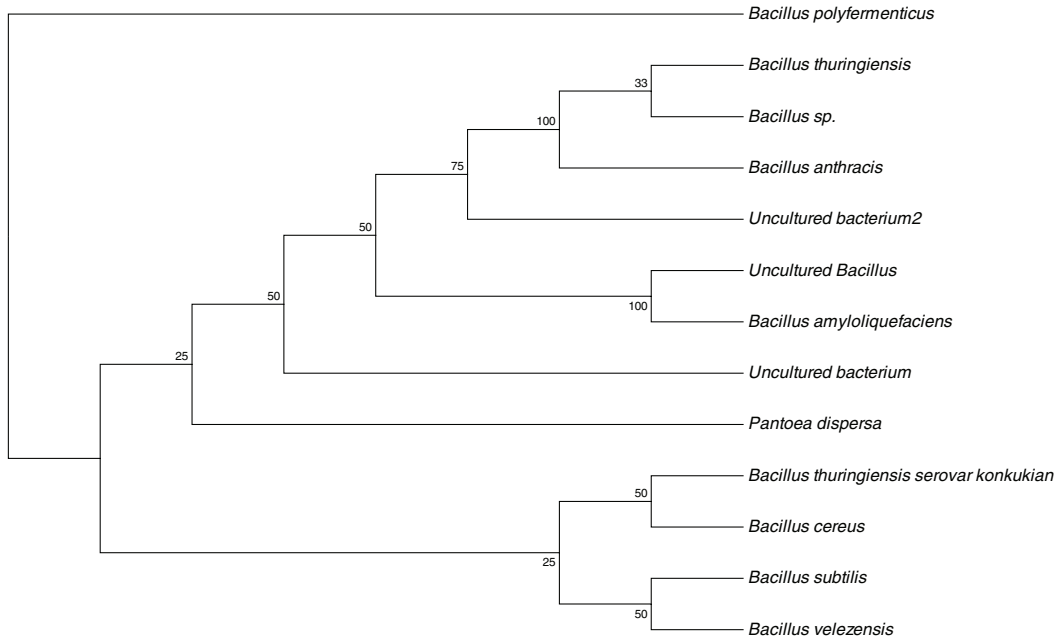 Bacillus polyfermenticus
Bacillus thuringiensis
33
Bacillus sp.
100
Bacillus anthracis
75
Uncultured bacterium2
50
Uncultured Bacillus
50
100
Bacillus amyloliquefaciens
25
Uncultured bacterium
Pantoea dispersa
Bacillus thuringiensis serovar konkukian
50
Bacillus cereus
25
Bacillus subtilis
50
Bacillus velezensis